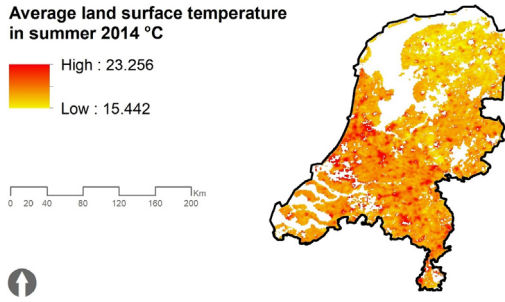 Average land surface temperature
in summer 2014 °C
High : 23.256
Low : 15.442
Km
0 20 40 80 120 160 200